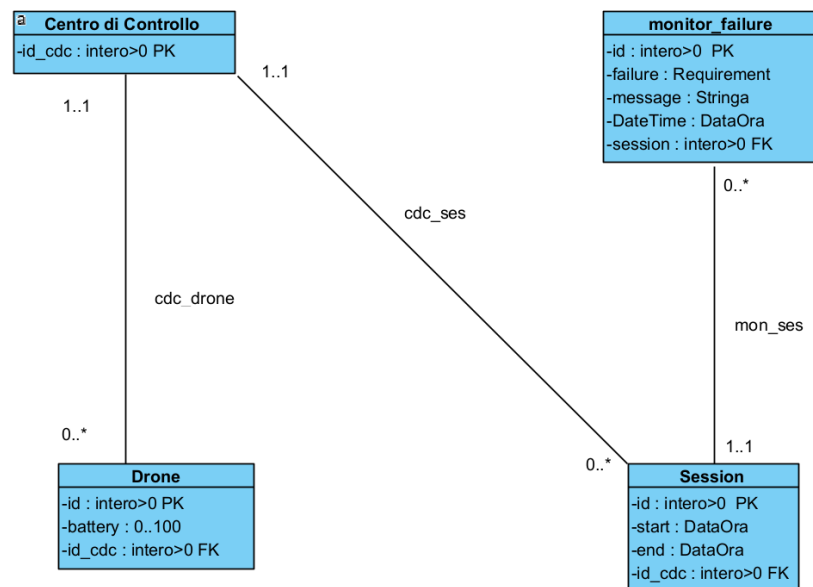 a
Centro di Controllo
-id_cdc : intero>0 PK
monitor_failure
-id : intero>0 PK
-failure : Requirement
-message : Stringa
-DateTime : DataOra
-session : intero>0 FK
1..1
1..1
0..*
cdc_ses
cdc_drone
mon_ses
0..*
1..1
0..*
Drone
-id : intero>0 PK
-battery : 0..100
-id_cdc : intero>0 FK
Session
-id : intero>0 PK
-start : DataOra
-end : DataOra
-id_cdc : intero>0 FK